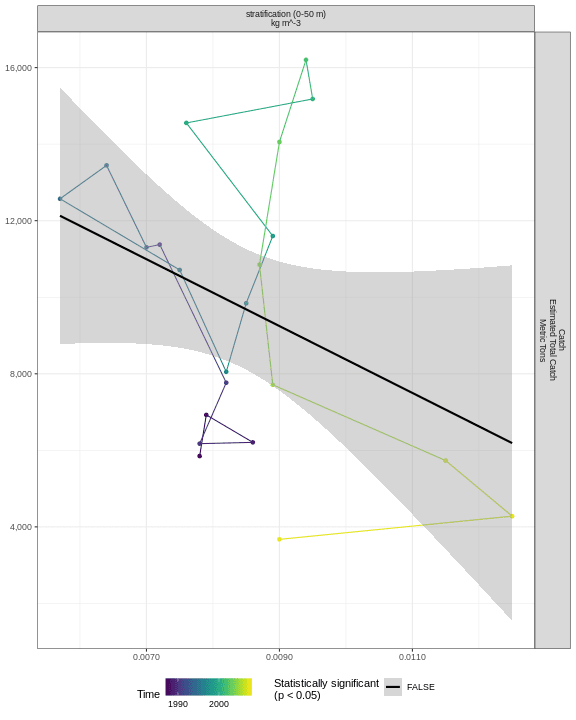 stratification (0-50 m)
kg m^-3
16,000
12,000
8,000
4,000
Catch
Estimated Total Catch
Metric Tons
0.0070
0.0090
0.0110
Time
1990
2000
Statistically significant
(p < 0.05)
FALSE